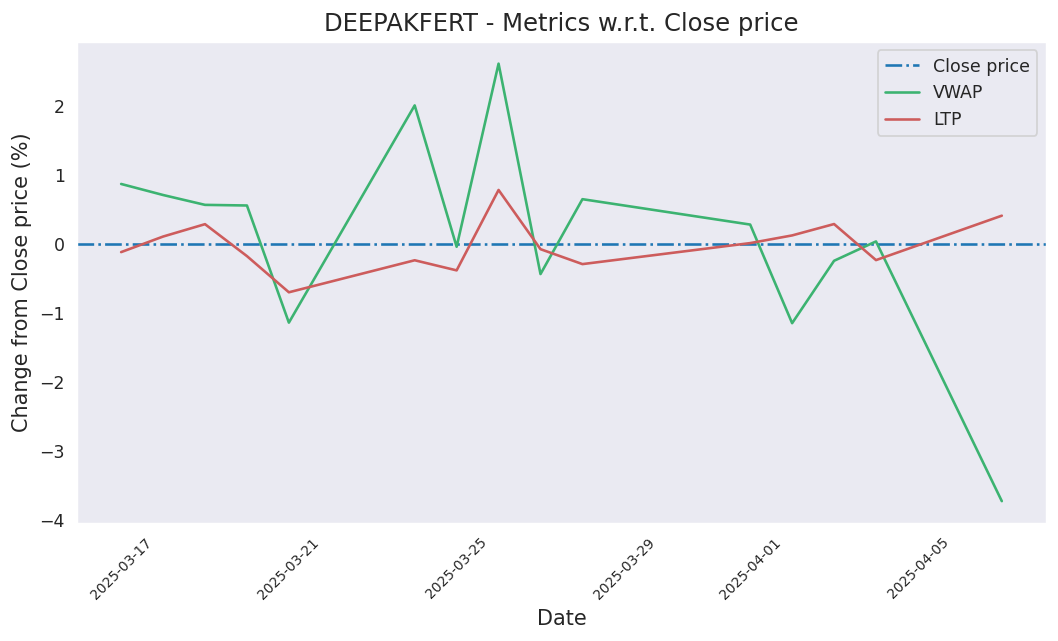 DEEPAKFERT - Metrics w.r.t. Close price
Close price
VWAP
LTP
Change from Close price (%)
2
1
0
−1
−2
−3
−4
2025-03-17
2025-03-21
2025-03-25
2025-03-29
2025-04-01
2025-04-05
Date